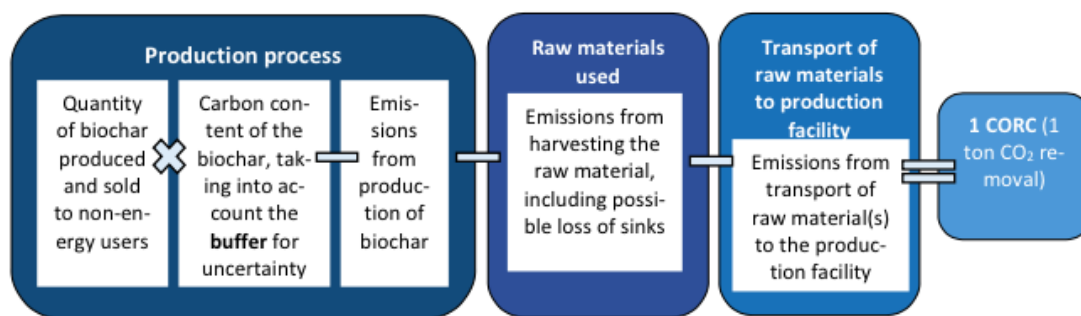 Production process
Quantity
of biochar
produced
and sold
to non-en-
ergy users
Carbon con-
tent of the
biochar, tak-
ing into ac-
count the
buffer for
uncertainty
Emis-
sions
from
produc-
tion of
biochar
Raw materials
used
Emissions from
harvesting the
raw material,
including possi-
ble loss of sinks
Transport of
raw materials
to production
facility
Emissions from
transport of
raw material(s)
to the produc-
tion facility
1 CORC (1
ton CO₂ re-
moval)